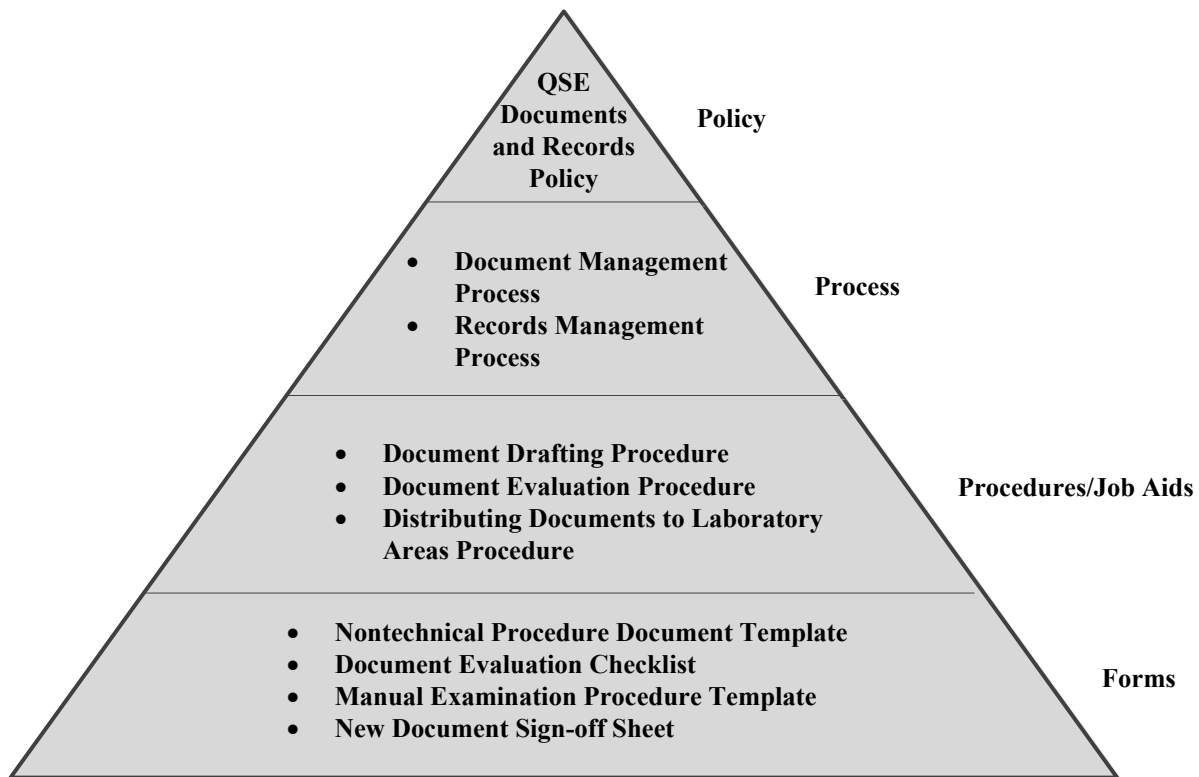 QSE
Documents
and Records
Policy
Policy
• Document Management
Process
• Records Management
Process
Process
• Document Drafting Procedure
• Document Evaluation Procedure
• Distributing Documents to Laboratory
Areas Procedure
Procedures/Job Aids
• Nontechnical Procedure Document Template
• Document Evaluation Checklist
• Manual Examination Procedure Template
• New Document Sign-off Sheet
Forms